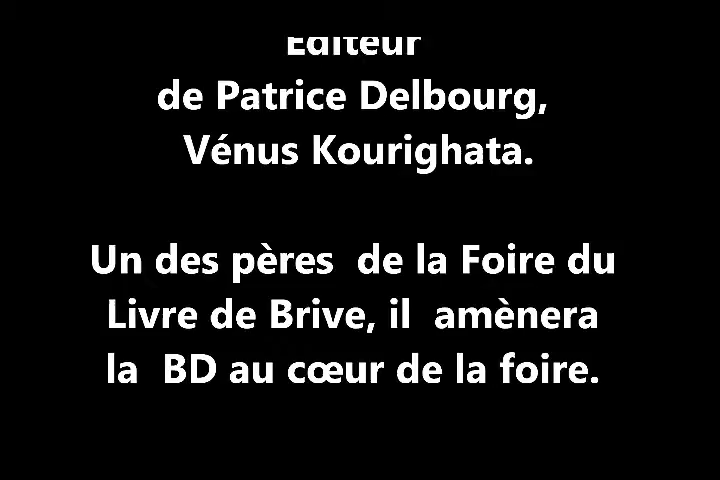 Editeur
de Patrice Delbourg,
Vénus Kourighata.
Un des pères de la Foire du
Livre de Brive, il amènera
la BD au cœur de la foire.